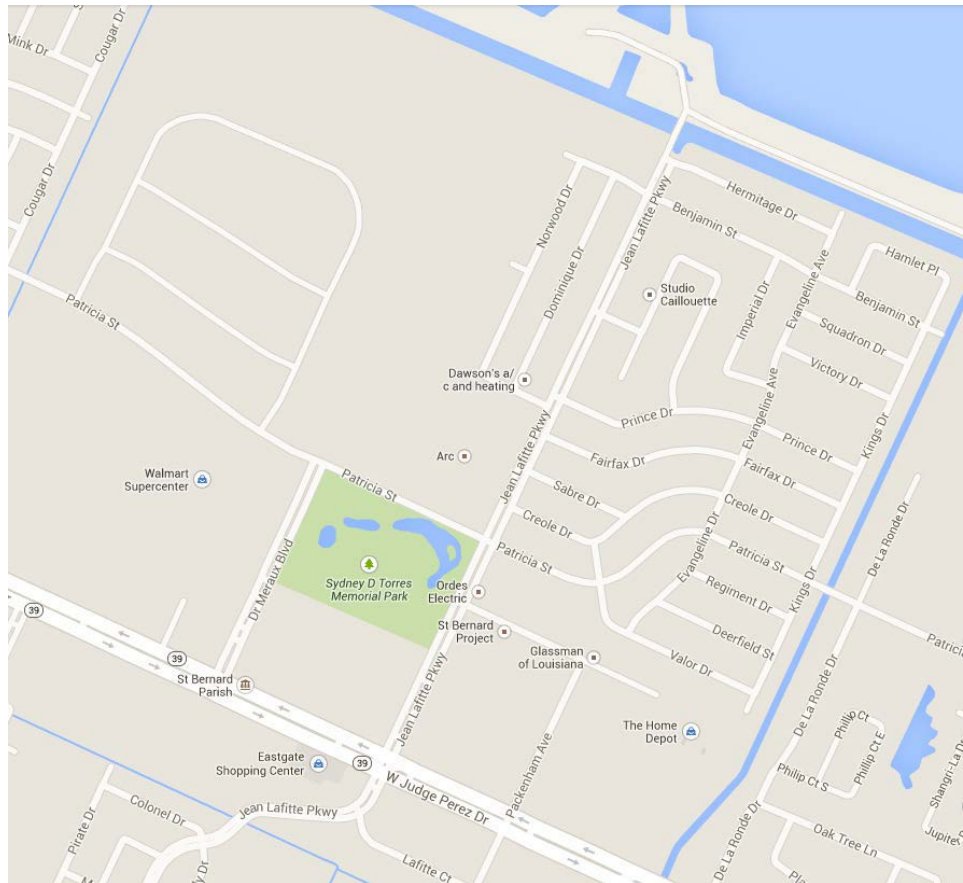 Mink Dr
Cougar Dr
Cougar Dr
Hermitage Dr
Norwood Dr
Benjamin St
Jean Lafitte Pkwy
Hamlet Pl
Dominique Dr
Studio
Caillouette
Imperial Dr
Evangeline Ave
Benjamin St
Patricia St
Squadron Dr
Victory Dr
Dawson's a/
c and heating
Prince Dr
Evangeline Ave
Kings Dr
Prince Dr
Jean Lafitte Pkwy
Arc
Fairfax Dr
Fairfax Dr
Walmart
Supercenter
Patricia St
Sabre Dr
Creole Dr
Creole Dr
De La Ronde Dr
Patricia St
Evangeline Dr
Patricia St
Dr Meraux Blvd
Sydney D Torres
Memorial Park
Ordes
Electric
Regiment Dr
Kings Dr
39
St Bernard
Project
Deerfield St
Patricia
Glassman
of Louisiana
Valor Dr
39
St Bernard
Parish
Jean Lafitte Pkwy
De La Ronde Dr
The Home
Depot
Phillip Ct
Phillip Ct E
Eastgate
Shopping Center
39
Philip Ct S
Shangri-La Dr
W Judge Perez Dr
Packenham Ave
Jean Lafitte Pkwy
Colonel Dr
Pirate Dr
De La Ronde Dr
Oak Tree Ln
Jupite
Lafitte Ct